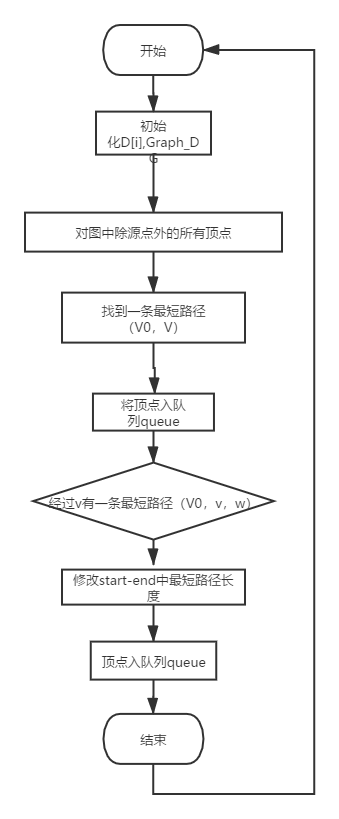 开始
初始
化D[i],Graph_D
G
对图中除源点外的所有顶点
找到一条最短路径
（V0，V）
将顶点入队
列queue
经过v有一条最短路径（V0，v，w）
修改start-end中最短路径长
度
顶点入队列queue
结束